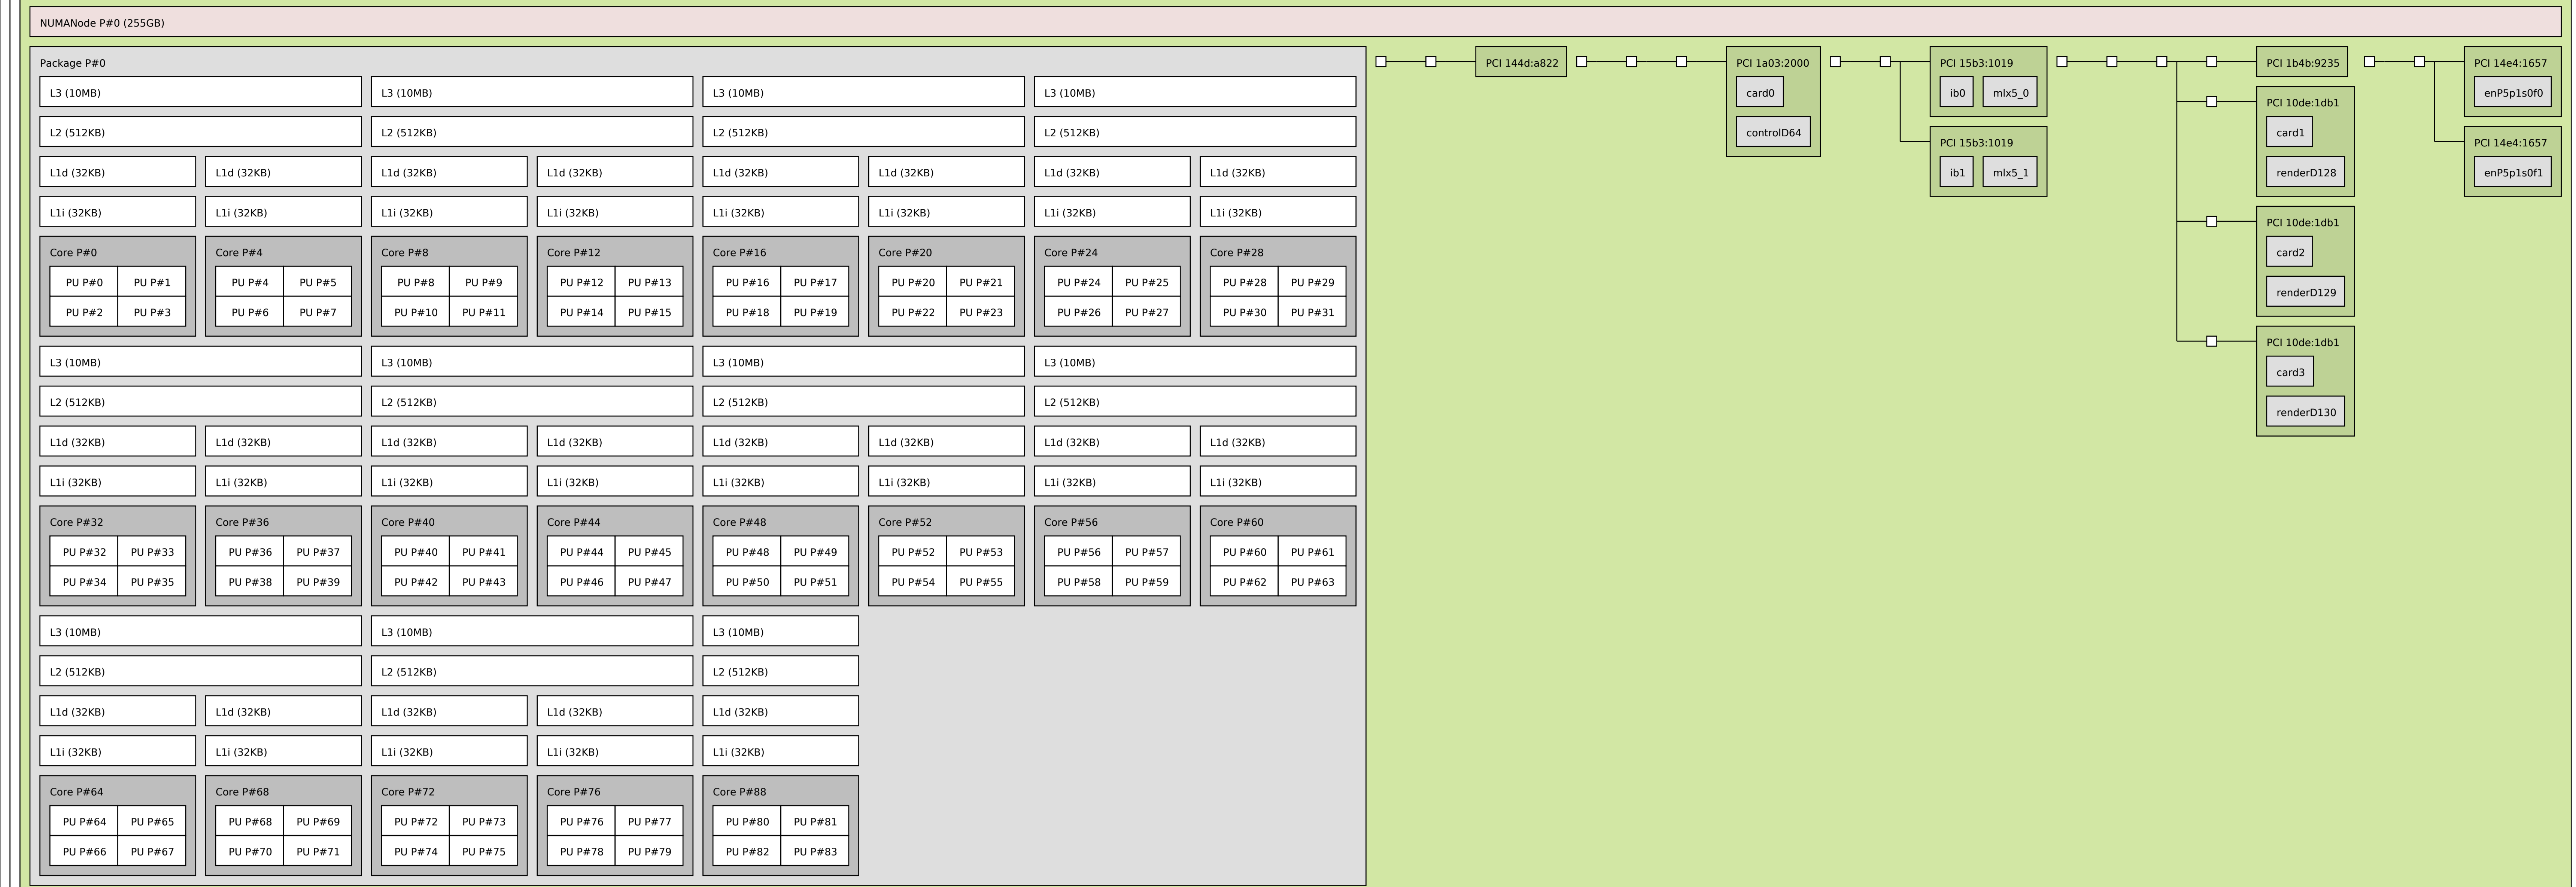 NUMANode P#0 (255GB)
Package P#0
L3 (10MB) L3 (10MB) L3 (10MB) L3 (10MB)
L2 (512KB) L2 (512KB) L2 (512KB) L2 (512KB)
L1d (32KB) L1d (32KB) L1d (32KB) L1d (32KB) L1d (32KB) L1d (32KB) L1d (32KB) L1d (32KB)
L1i (32KB) L1i (32KB) L1i (32KB) L1i (32KB) L1i (32KB) L1i (32KB) L1i (32KB) L1i (32KB)
Core P#0 Core P#4 Core P#8 Core P#12 Core P#16 Core P#20 Core P#24 Core P#28
PU P#0 PU P#1 PU P#4 PU P#5 PU P#8 PU P#9 PU P#12 PU P#13 PU P#16 PU P#17 PU P#20 PU P#21 PU P#24 PU P#25 PU P#28 PU P#29
PU P#2 PU P#3 PU P#6 PU P#7 PU P#10 PU P#11 PU P#14 PU P#15 PU P#18 PU P#19 PU P#22 PU P#23 PU P#26 PU P#27 PU P#30 PU P#31
L3 (10MB) L3 (10MB) L3 (10MB) L3 (10MB)
L2 (512KB) L2 (512KB) L2 (512KB) L2 (512KB)
L1d (32KB) L1d (32KB) L1d (32KB) L1d (32KB) L1d (32KB) L1d (32KB) L1d (32KB) L1d (32KB)
L1i (32KB) L1i (32KB) L1i (32KB) L1i (32KB) L1i (32KB) L1i (32KB) L1i (32KB) L1i (32KB)
Core P#32 Core P#36 Core P#40 Core P#44 Core P#48 Core P#52 Core P#56 Core P#60
PU P#32 PU P#33 PU P#36 PU P#37 PU P#40 PU P#41 PU P#44 PU P#45 PU P#48 PU P#49 PU P#52 PU P#53 PU P#56 PU P#57 PU P#60 PU P#61
PU P#34 PU P#35 PU P#38 PU P#39 PU P#42 PU P#43 PU P#46 PU P#47 PU P#50 PU P#51 PU P#54 PU P#55 PU P#58 PU P#59 PU P#62 PU P#63
L3 (10MB) L3 (10MB) L3 (10MB)
L2 (512KB) L2 (512KB) L2 (512KB)
L1d (32KB) L1d (32KB) L1d (32KB) L1d (32KB) L1d (32KB)
L1i (32KB) L1i (32KB) L1i (32KB) L1i (32KB) L1i (32KB)
Core P#64 Core P#68 Core P#72 Core P#76 Core P#88
PU P#64 PU P#65 PU P#68 PU P#69 PU P#72 PU P#73 PU P#76 PU P#77 PU P#80 PU P#81
PU P#66 PU P#67 PU P#70 PU P#71 PU P#74 PU P#75 PU P#78 PU P#79 PU P#82 PU P#83
PCI 144d:a822
PCI 1a03:2000
card0
controlD64
PCI 15b3:1019
ib0 mlx5_0
PCI 15b3:1019
ib1 mlx5_1
PCI 1b4b:9235
PCI 10de:1db1
card1
renderD128
PCI 10de:1db1
card2
renderD129
PCI 10de:1db1
card3
renderD130
PCI 14e4:1657
enP5p1s0f0
PCI 14e4:1657
enP5p1s0f1